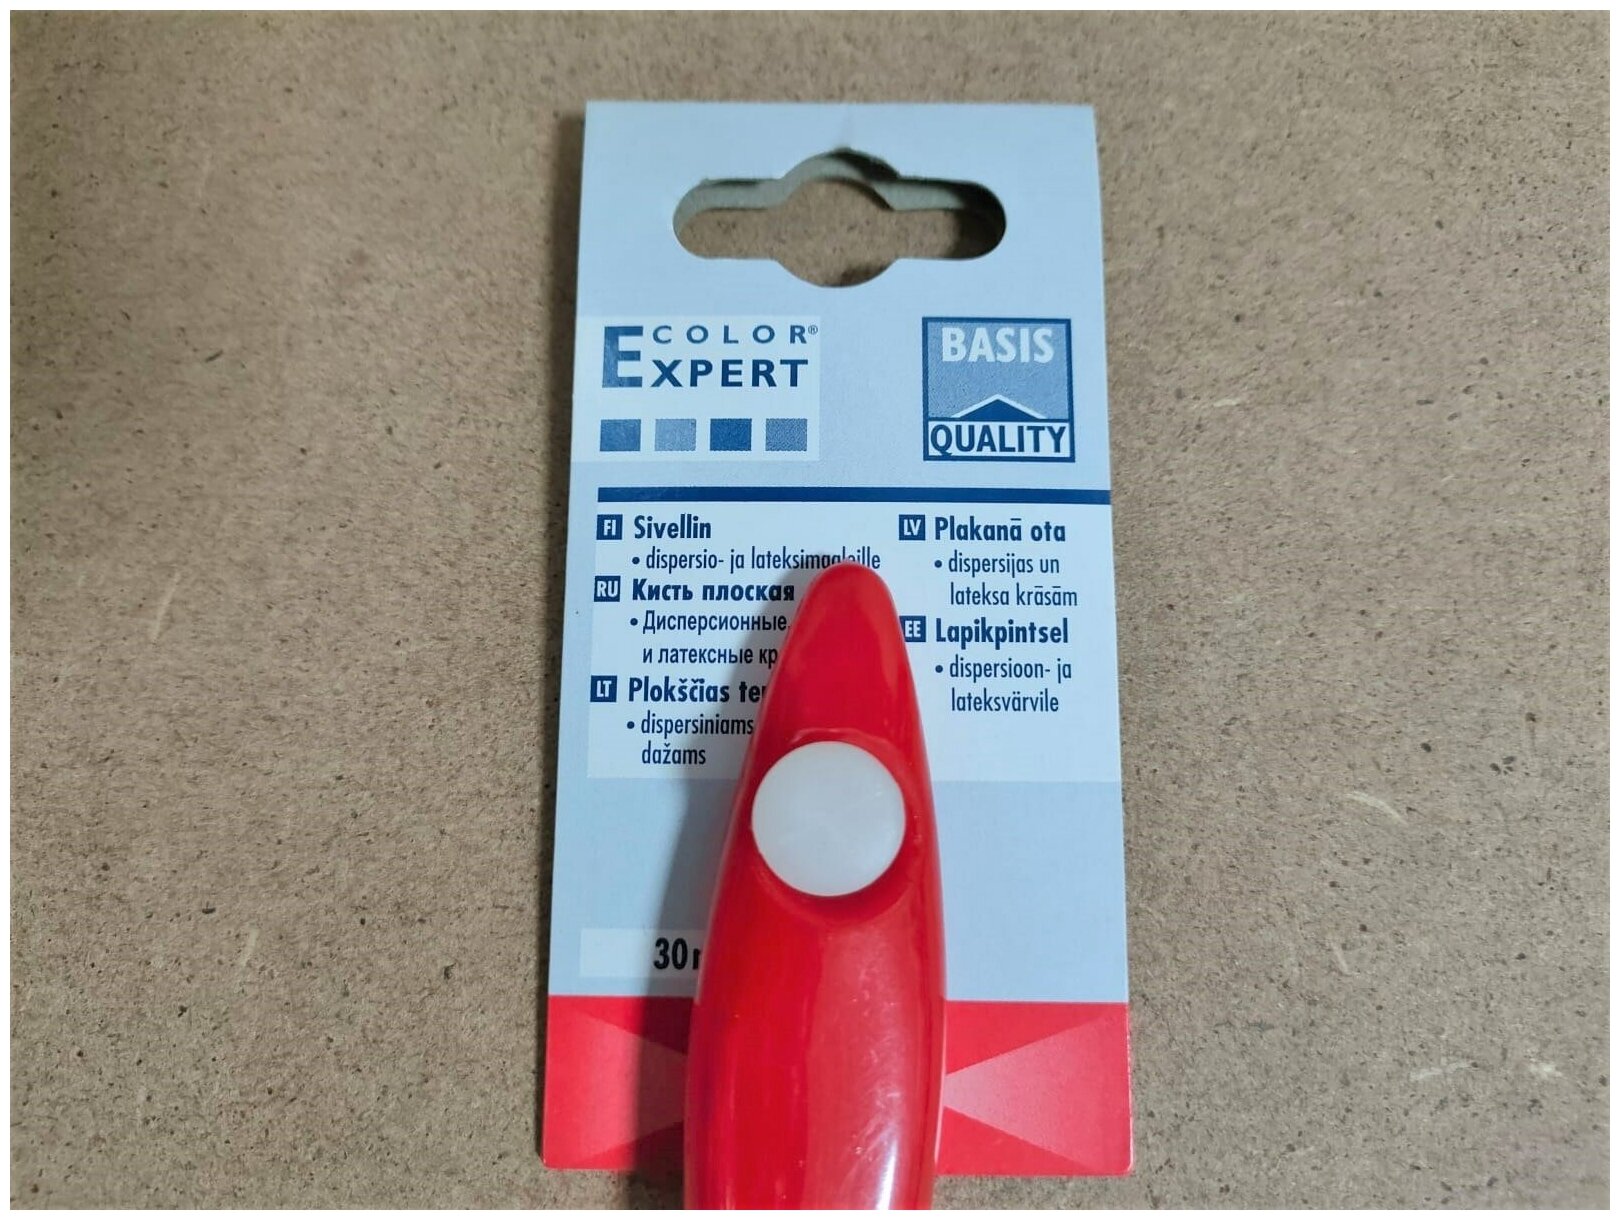 COLOR®
EXPERT
BASIS
QUALITY
FI Sivellin
• dispersio- ja lateksimaaleille
RU Кисть плоская
• Дисперсионные
и латексные
LT Plokščias
• dispersiniams
dažams
LV Plakanā ota
• dispersijas un
lateksa krāsām
EE Lapikpintsel
• dispersioon- ja
lateksvärvile
30